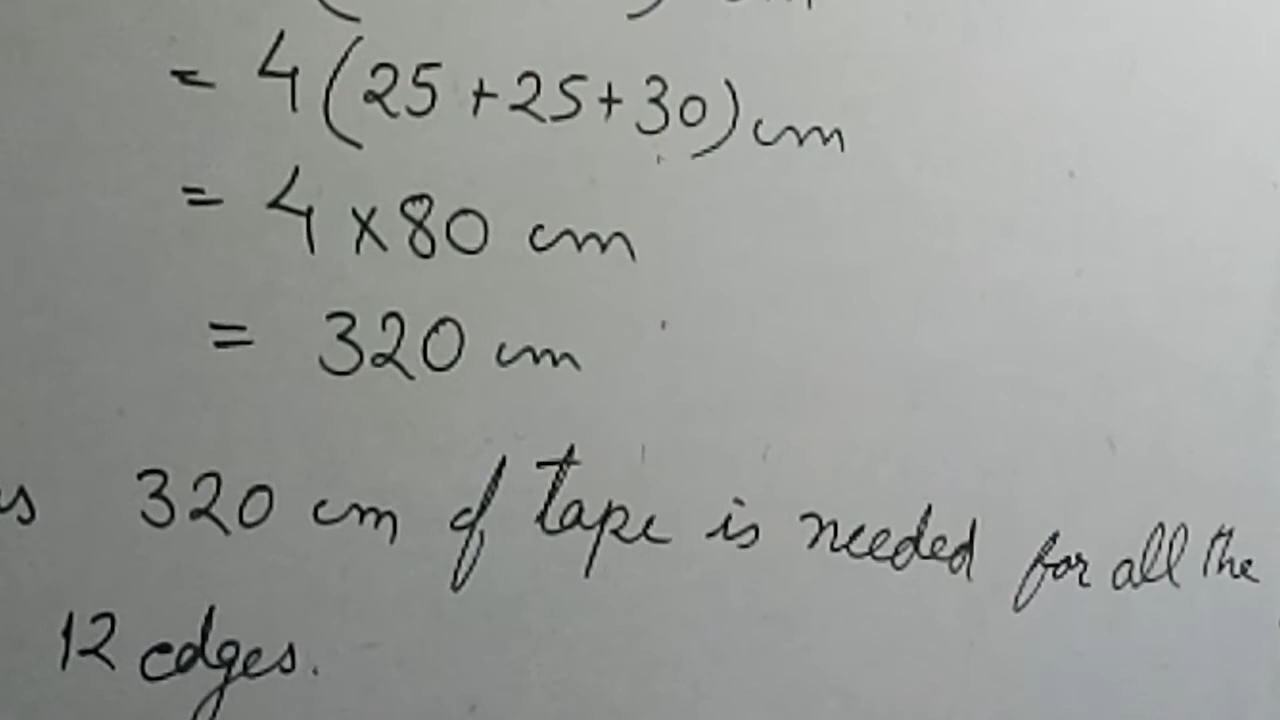 = 4(25+25+30)cm
= 4×80 cm
= 320 cm
320 cm of tape is needed for all the
12 edges.